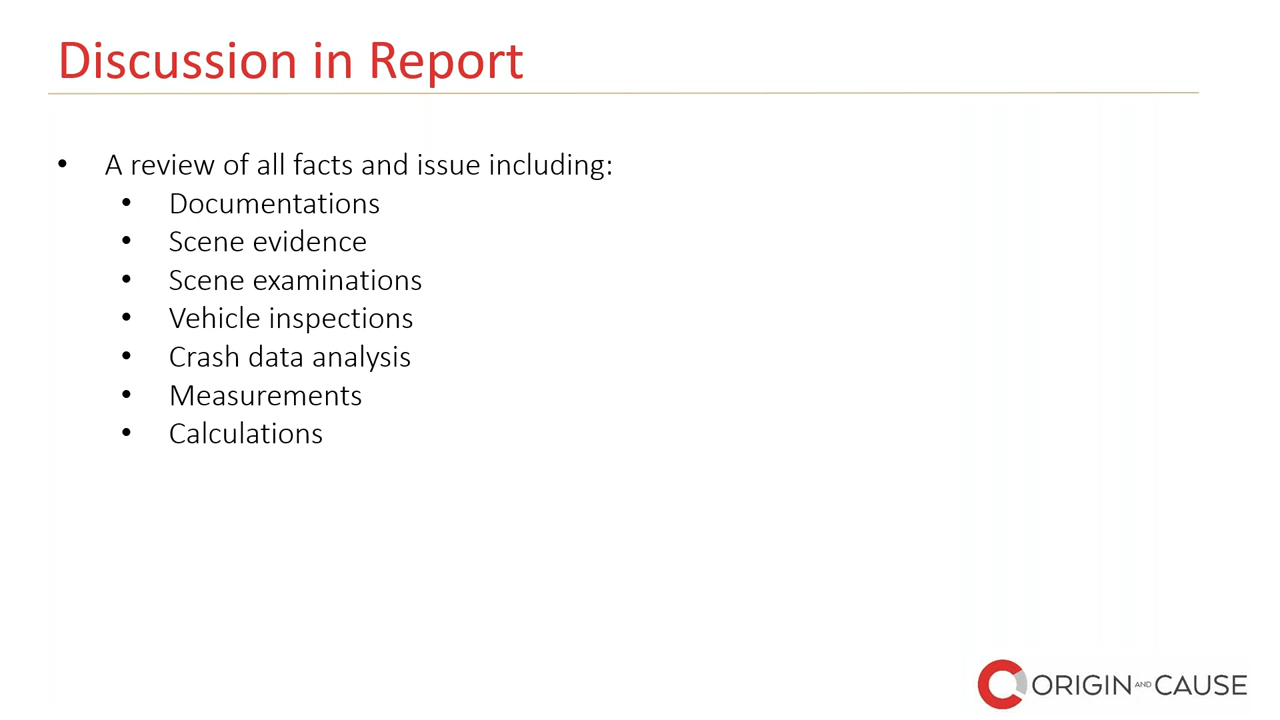 Discussion in Report
• A review of all facts and issue including:
• Documentations
• Scene evidence
• Scene examinations
• Vehicle inspections
• Crash data analysis
• Measurements
• Calculations
ORIGIN AND CAUSE